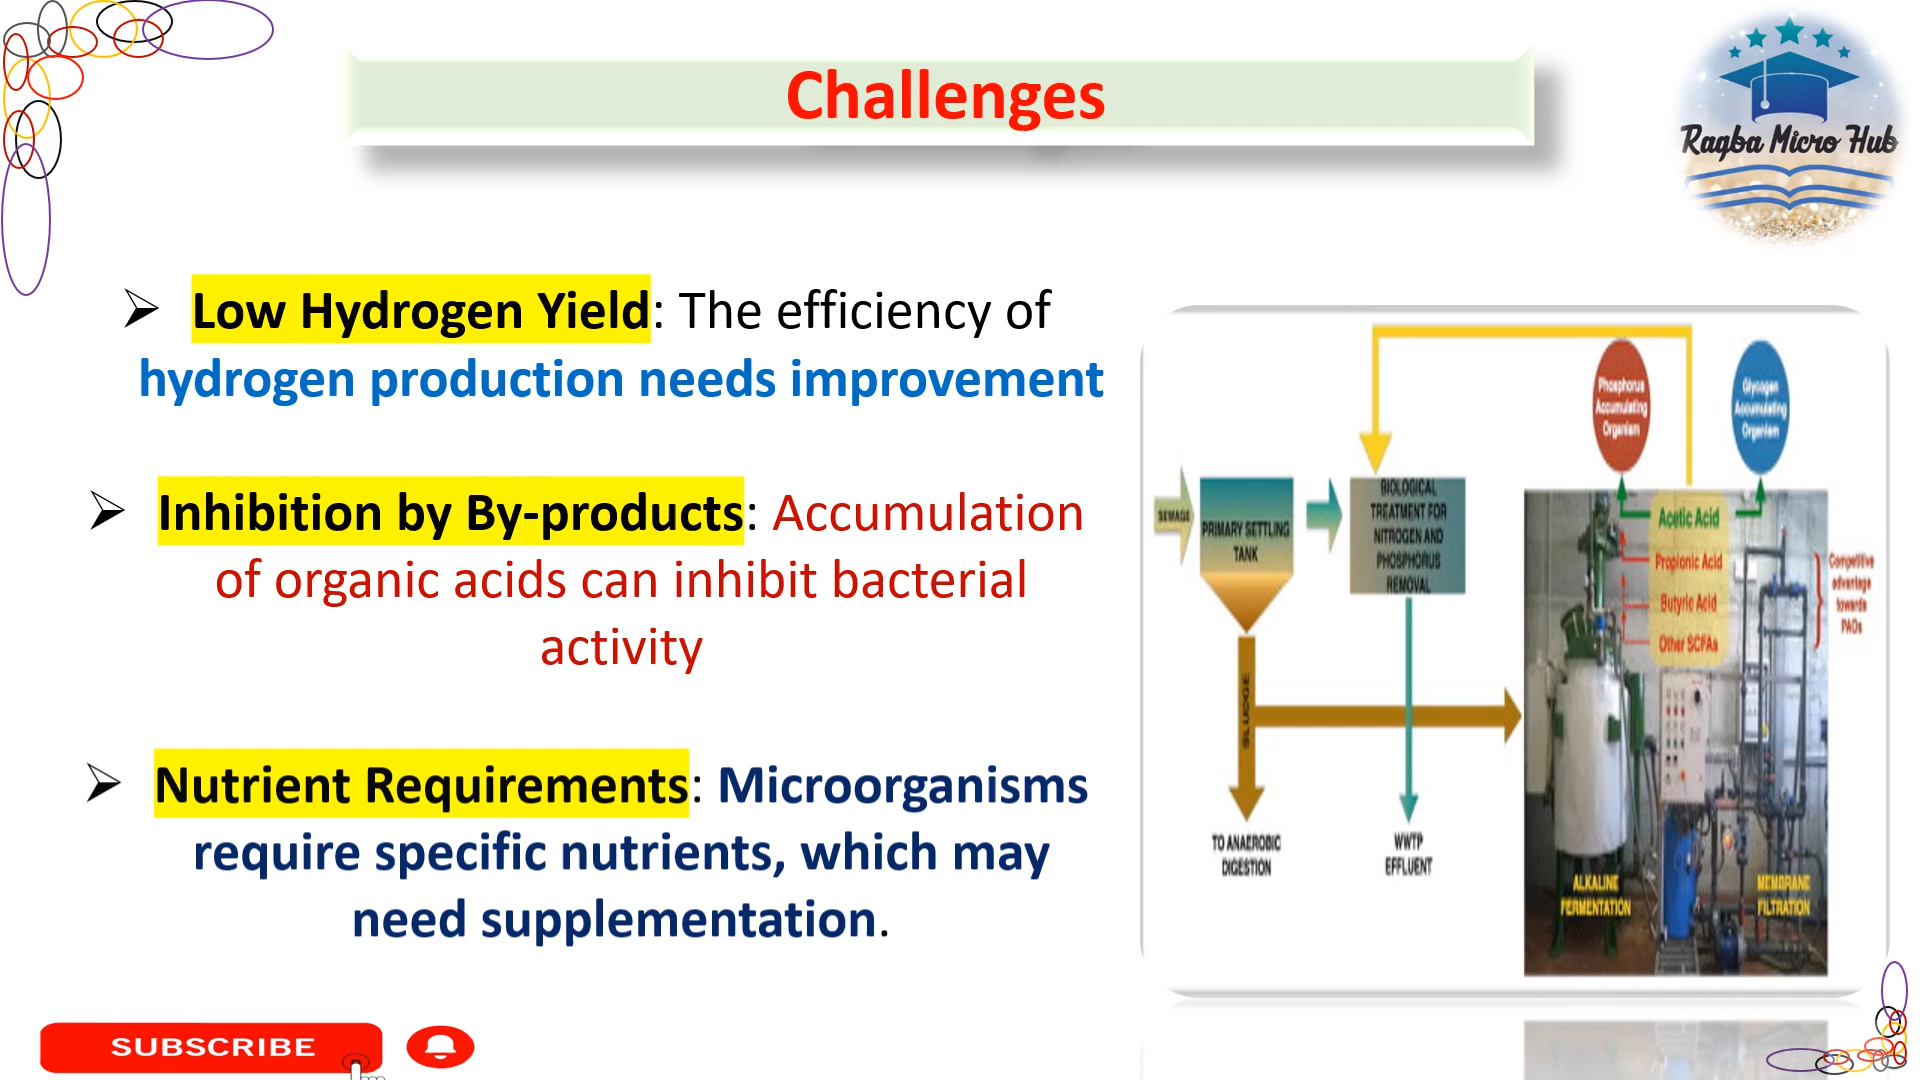 Challenges
Ragba Micro Hub
➢ Low Hydrogen Yield: The efficiency of
hydrogen production needs improvement
➢ Inhibition by By-products: Accumulation
of organic acids can inhibit bacterial
activity
➢ Nutrient Requirements: Microorganisms
require specific nutrients, which may
need supplementation.
SUBSCRIBE
Phosphorus
Accumulating
Organism
Glycogen
Accumulating
Organism
SEWAGE
PRIMARY SETTLING
TANK
BIOLOGICAL
TREATMENT FOR
NITROGEN AND
PHOSPHORUS
REMOVAL
Acetic Acid
Propionic Acid
Butyric Acid
Other SCFAs
Competitive
advantage
towards
PAOs
SLUDGE
TO ANAEROBIC
DIGESTION
WWTP
EFFLUENT
ALKALINE
FERMENTATION
MEMBRANE
FILTRATION